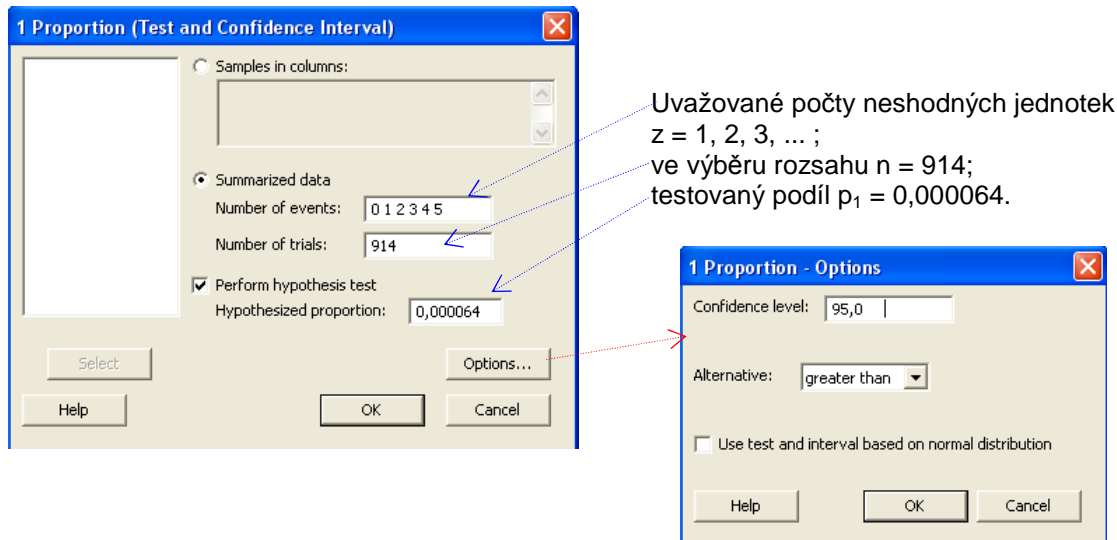 1 Proportion (Test and Confidence Interval)
Samples in columns:
Summarized data
Number of events: 0 1 2 3 4 5
Number of trials: 914
Perform hypothesis test
Hypothesized proportion: 0,000064
Select
Options...
Help
OK
Cancel
Uvažované počty neshodných jednotek
z = 1, 2, 3, ... ;
ve výběru rozsahu n = 914;
testovaný podíl p₁ = 0,000064.
1 Proportion - Options
Confidence level: 95,0
Alternative: greater than
Use test and interval based on normal distribution
Help
OK
Cancel